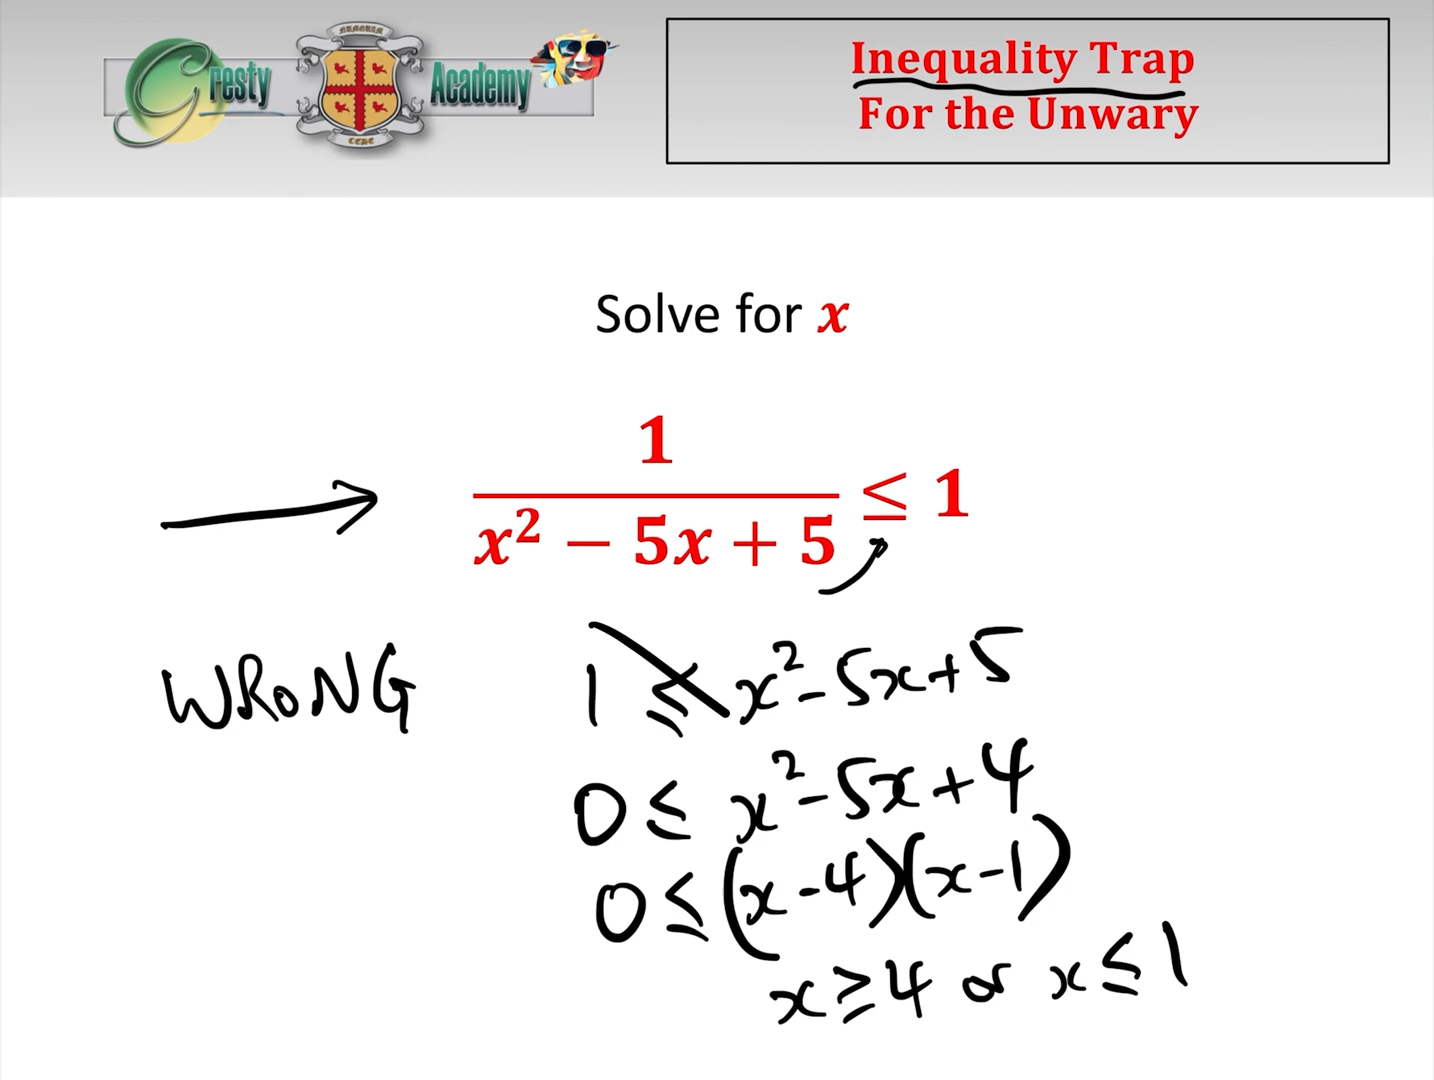 Gresty Academy
Inequality Trap
For the Unwary
Solve for x
1
x² − 5x + 5 ≤ 1
WRONG 1 ≤ x² - 5x + 5
0 ≤ x² - 5x + 4
0 ≤ (x - 4)(x - 1)
x ≥ 4 or x ≤ 1